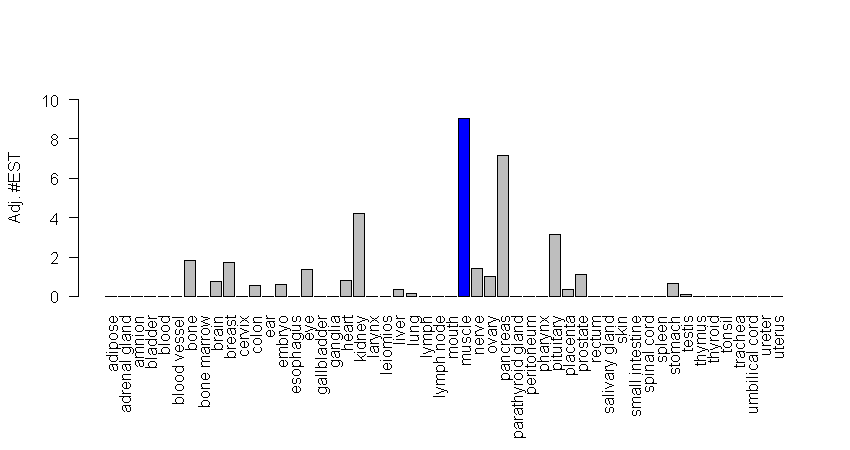 Adj. #EST
10
8
6
4
2
0
adipose
adrenal gland
amnion
bladder
blood
blood vessel
bone
bone marrow
brain
breast
cervix
colon
ear
embryo
esophagus
eye
gallbladder
ganglia
heart
kidney
larynx
leiomios
liver
lung
lymph
lymph node
mouth
muscle
nerve
ovary
pancreas
parathyroid gland
peritoneum
pharynx
pituitary
placenta
prostate
rectum
salivary gland
skin
small intestine
spinal cord
spleen
stomach
testis
thymus
thyroid
tonsil
trachea
umbilical cord
ureter
uterus